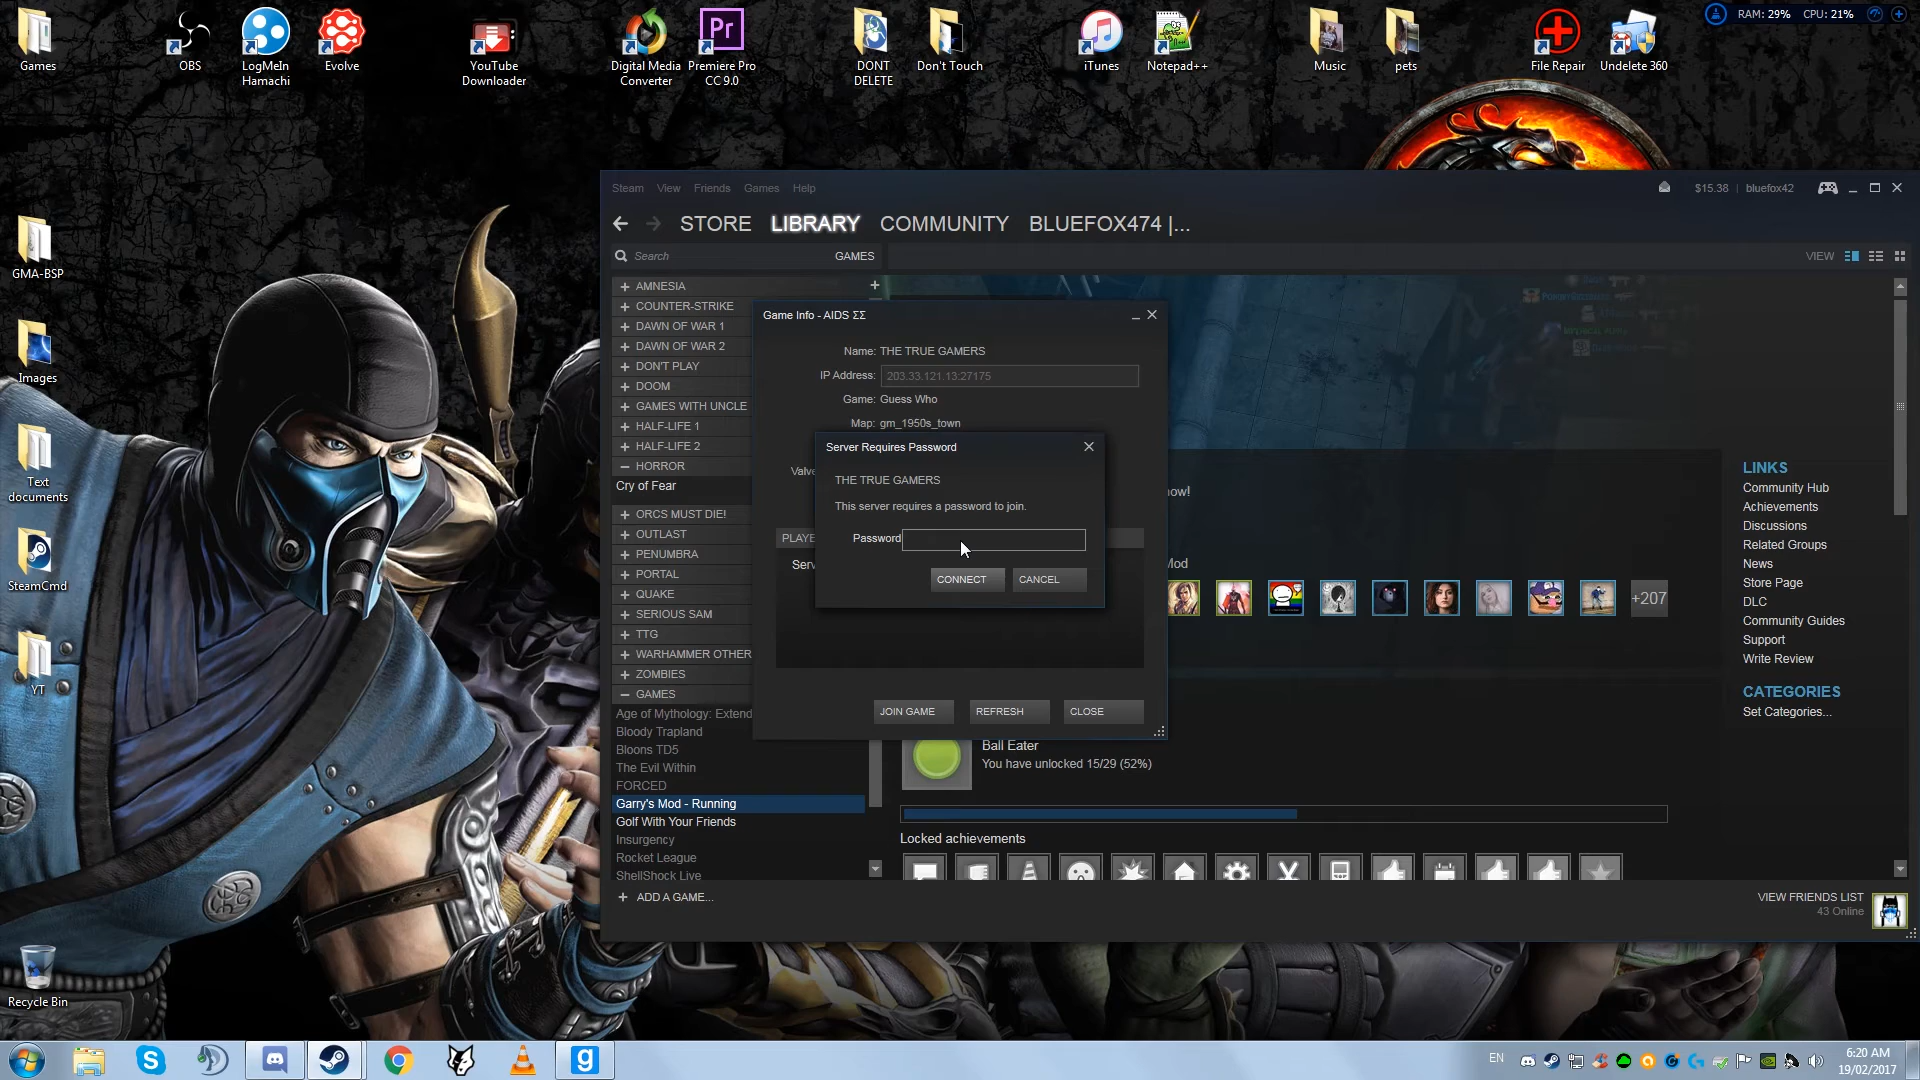 Games
OBS
LogMeIn
Hamachi
Evolve
YouTube
Downloader
Digital Media
Converter
Premiere Pro
CC 9.0
DONT
DELETE
Don't Touch
iTunes
Notepad++
Music
pets
File Repair
Undelete 360
RAM: 29% CPU: 21%
GMA-BSP
Images
Text
documents
SteamCmd
YT
Recycle Bin
Steam View Friends Games Help
$15.38 | bluefox42
STORE LIBRARY COMMUNITY BLUEFOX474 |...
Search
GAMES
VIEW
AMNESIA
COUNTER-STRIKE
DAWN OF WAR 1
DAWN OF WAR 2
DON'T PLAY
DOOM
GAMES WITH UNCLE
HALF-LIFE 1
HALF-LIFE 2
HORROR
Cry of Fear
ORCS MUST DIE!
OUTLAST
PENUMBRA
PORTAL
QUAKE
SERIOUS SAM
TTG
WARHAMMER OTHER
ZOMBIES
GAMES
Age of Mythology: Extend
Bloody Trapland
Bloons TD5
The Evil Within
FORCED
Garry's Mod - Running
Golf With Your Friends
Insurgency
Rocket League
ShellShock Live
+ ADD A GAME...
Game Info - AIDS ΣΣ
Name: THE TRUE GAMERS
IP Address: 203.33.121.13:27175
Game: Guess Who
Map: gm_1950s_town
Valve
PLAYE
Serv
Server Requires Password
THE TRUE GAMERS
This server requires a password to join.
Password
CONNECT
CANCEL
JOIN GAME
REFRESH
CLOSE
now!
Mod
+207
Ball Eater
You have unlocked 15/29 (52%)
Locked achievements
LINKS
Community Hub
Achievements
Discussions
Related Groups
News
Store Page
DLC
Community Guides
Support
Write Review
CATEGORIES
Set Categories...
VIEW FRIENDS LIST
43 Online
EN
6:20 AM
19/02/2017